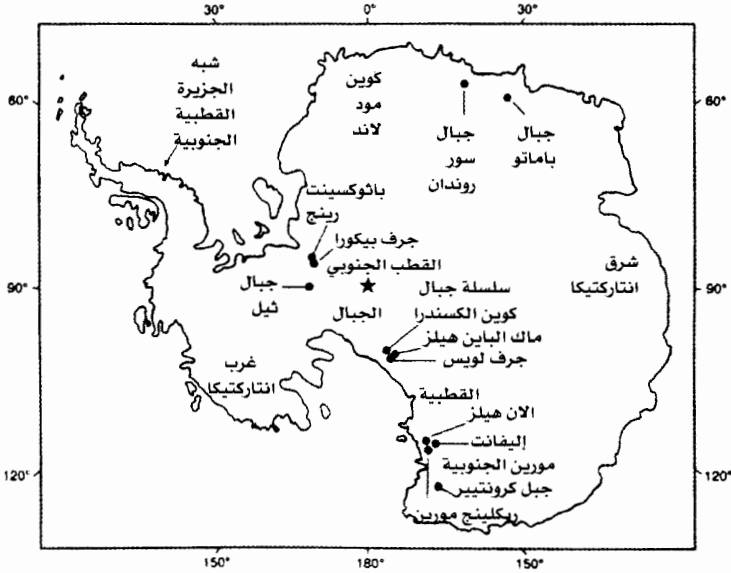 30° 0° 30°
شبه
الجزيرة
القطبية
الجنوبية
كوين
مود
لاند
جبال
سور
روندان
جبال
باماتو
60° 60°
باثوكسينت
رينج
جرف بيكورا
القطب الجنوبي
شرق
انتاركتيكا
جبال
ثيل
سلسلة جبال
الجبال
كوين الكسندرا
ماك الباين هيلز
جرف لويس
90° 90°
غرب
انتاركتيكا
القطبية
الان هيلز
إليفانت
مورين الجنوبية
جبل كرونتيير
ريكلينج مورين
120° 120°
150° 180° 150°